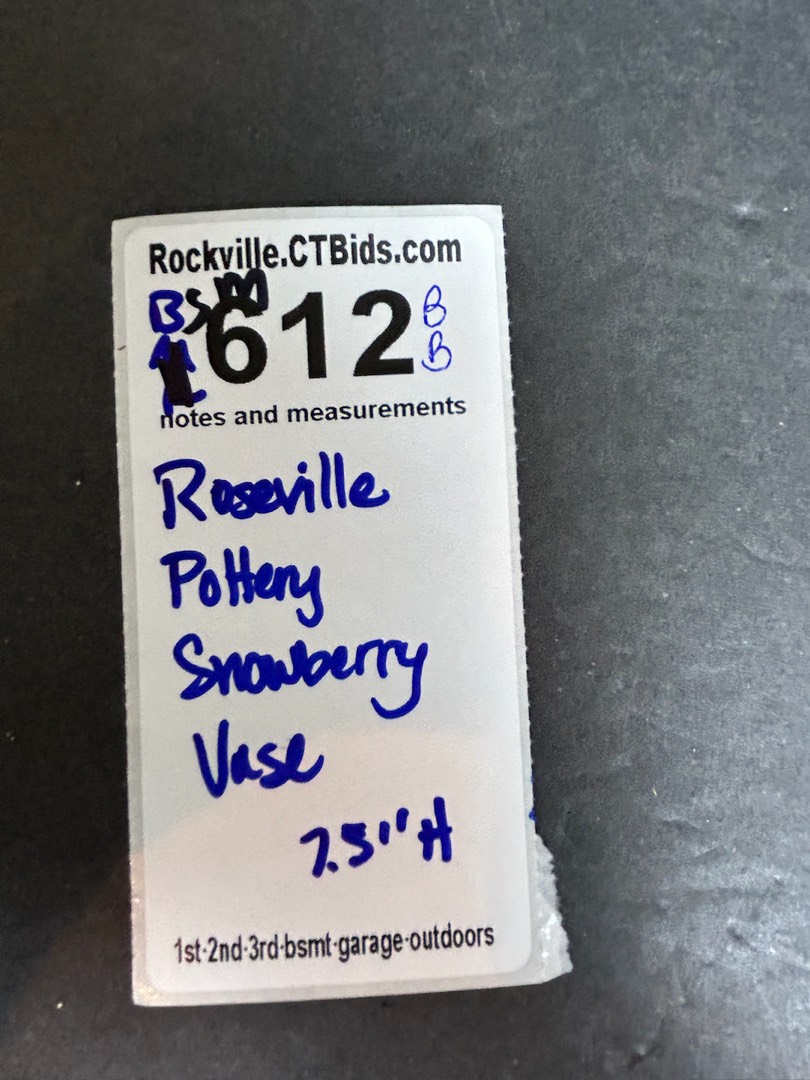 Rockville.CTBids.com
BSM
612 B B
notes and measurements
Roseville
Pottery
Snowberry
Vase
7.5" H
1st-2nd-3rd-bsmt-garage-outdoors